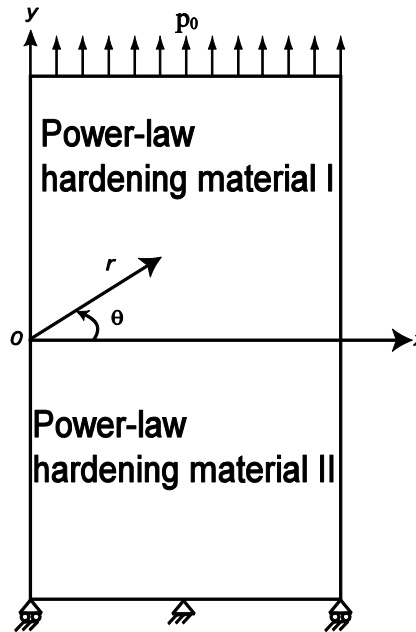 y
p₀
Power-law
hardening material I
r
θ
o
x
Power-law
hardening material II